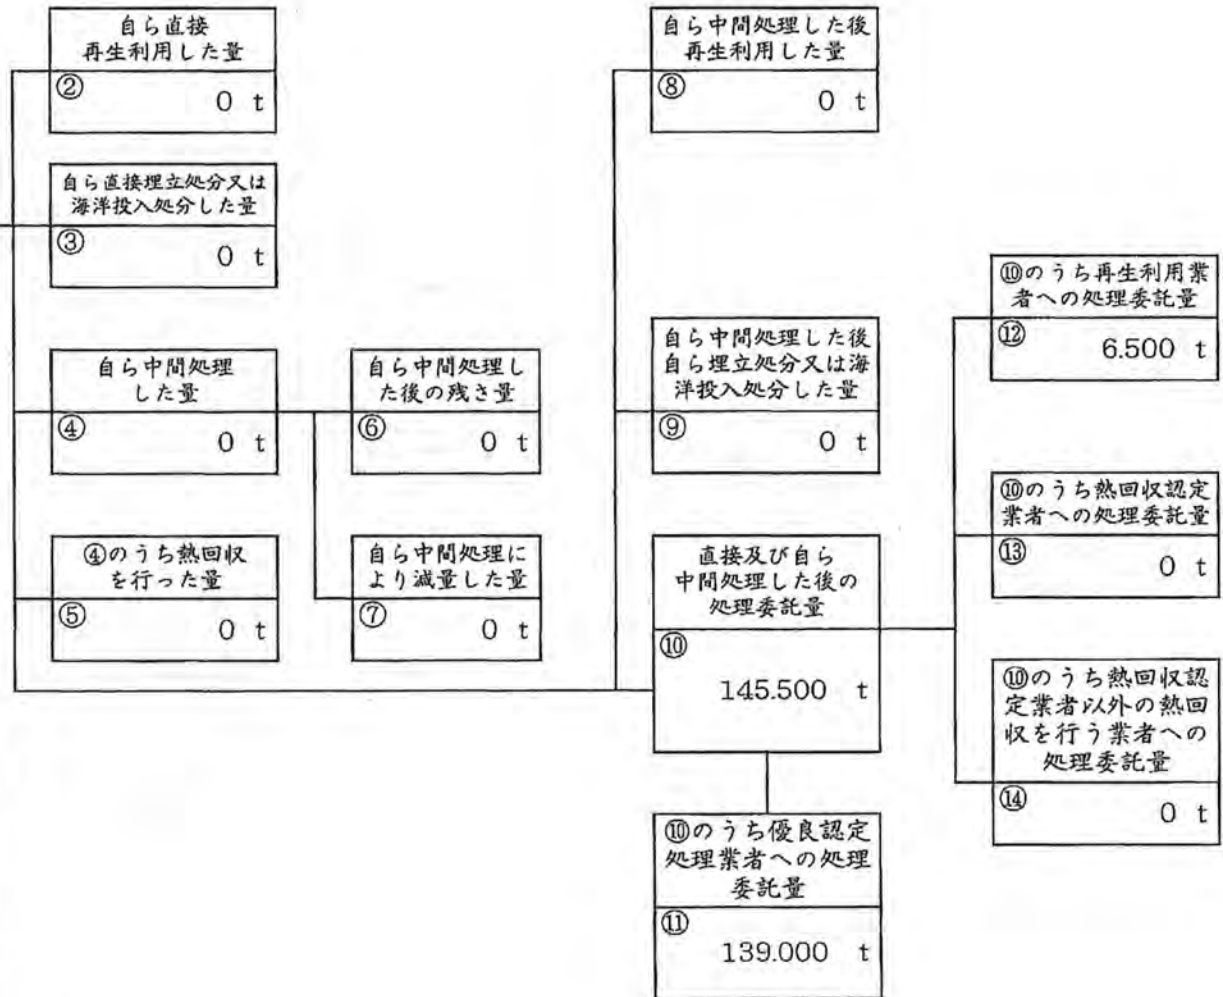 自ら直接
再生利用した量
②
0 t
自ら直接埋立処分又は
海洋投入処分した量
③
0 t
自ら中間処理
した量
④
0 t
④のうち熱回収
を行った量
⑤
0 t
自ら中間処理し
た後の残さ量
⑥
0 t
自ら中間処理に
より減量した量
⑦
0 t
自ら中間処理した後
再生利用した量
⑧
0 t
自ら中間処理した後
自ら埋立処分又は海
洋投入処分した量
⑨
0 t
直接及び自ら
中間処理した後の
処理委託量
⑩
145.500 t
⑩のうち優良認定
処理業者への処理
委託量
⑪
139.000 t
⑩のうち再生利用業
者への処理委託量
⑫
6.500 t
⑩のうち熱回収認定
業者への処理委託量
⑬
0 t
⑩のうち熱回収認
定業者以外の熱回
収を行う業者への
処理委託量
⑭
0 t